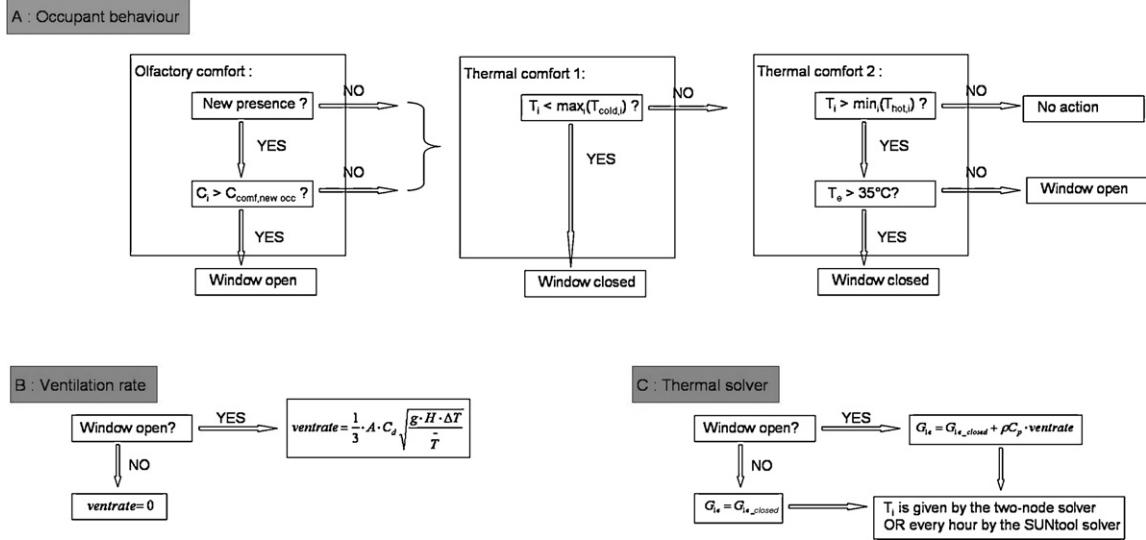 A : Occupant behaviour
Olfactory comfort :
New presence ?
NO
YES
C_i > C_comf,new occ ?
NO
YES
Window open
Thermal comfort 1:
T_i < max_i(T_cold,i) ?
NO
YES
Window closed
Thermal comfort 2 :
T_i > min_i(T_hot,i) ?
NO
No action
YES
T_e > 35°C?
NO
Window open
YES
Window closed
B : Ventilation rate
Window open?
YES
ventrate = 1/3 · A · C_d √(g · H · ΔT / T̄)
NO
ventrate = 0
C : Thermal solver
Window open?
YES
G_ie = G_ie_closed + ρC_p · ventrate
NO
G_ie = G_ie_closed
T_i is given by the two-node solver
OR every hour by the SUNtool solver